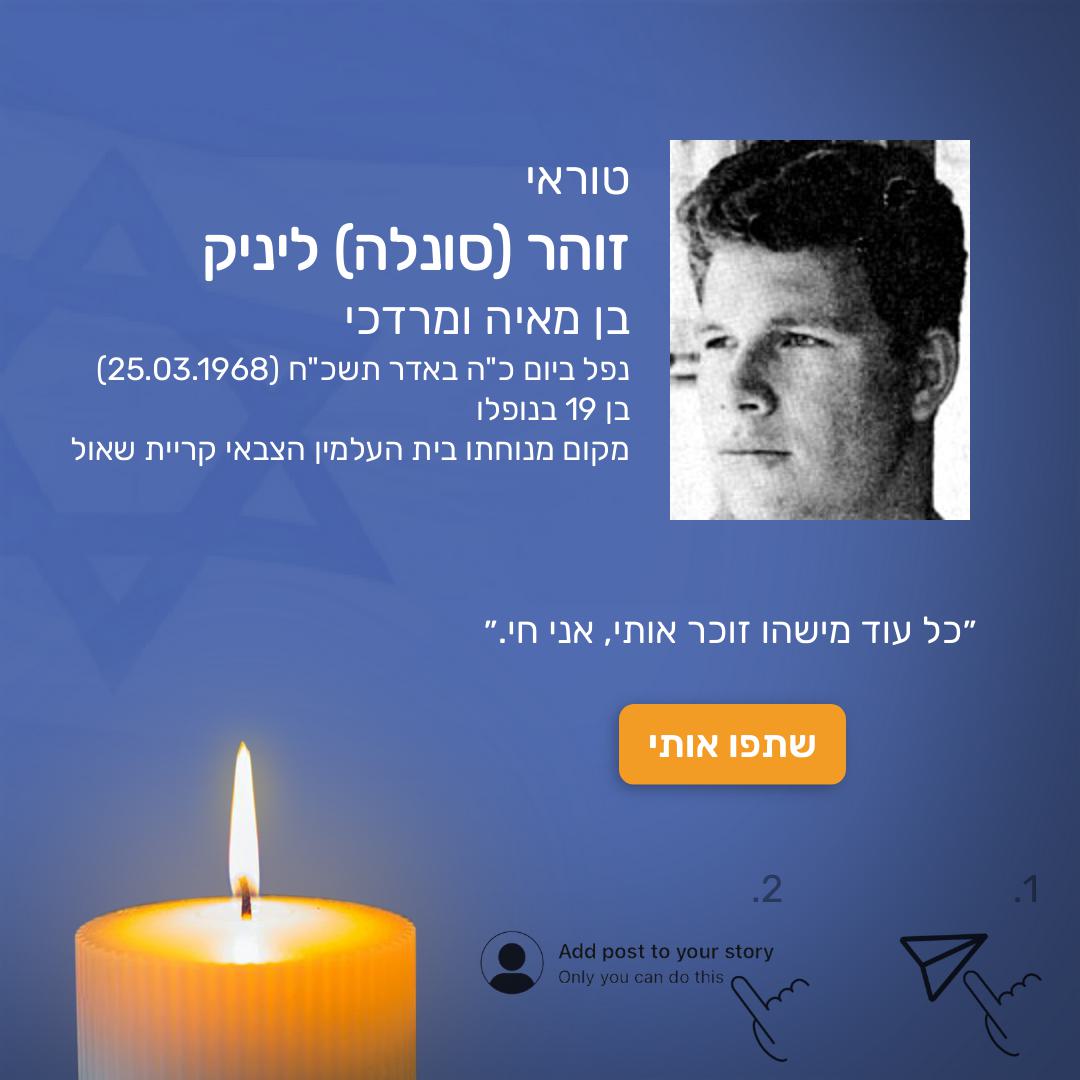 טוראי
זוהר (סונלה) ליניק
בן מאיה ומרדכי
נפל ביום כ"ה באדר תשכ"ח (25.03.1968)
בן 19 בנופלו
מקום מנוחתו בית העלמין הצבאי קריית שאול
״כל עוד מישהו זוכר אותי, אני חי.״
שתפו אותי
1.
2.
Add post to your story
Only you can do this